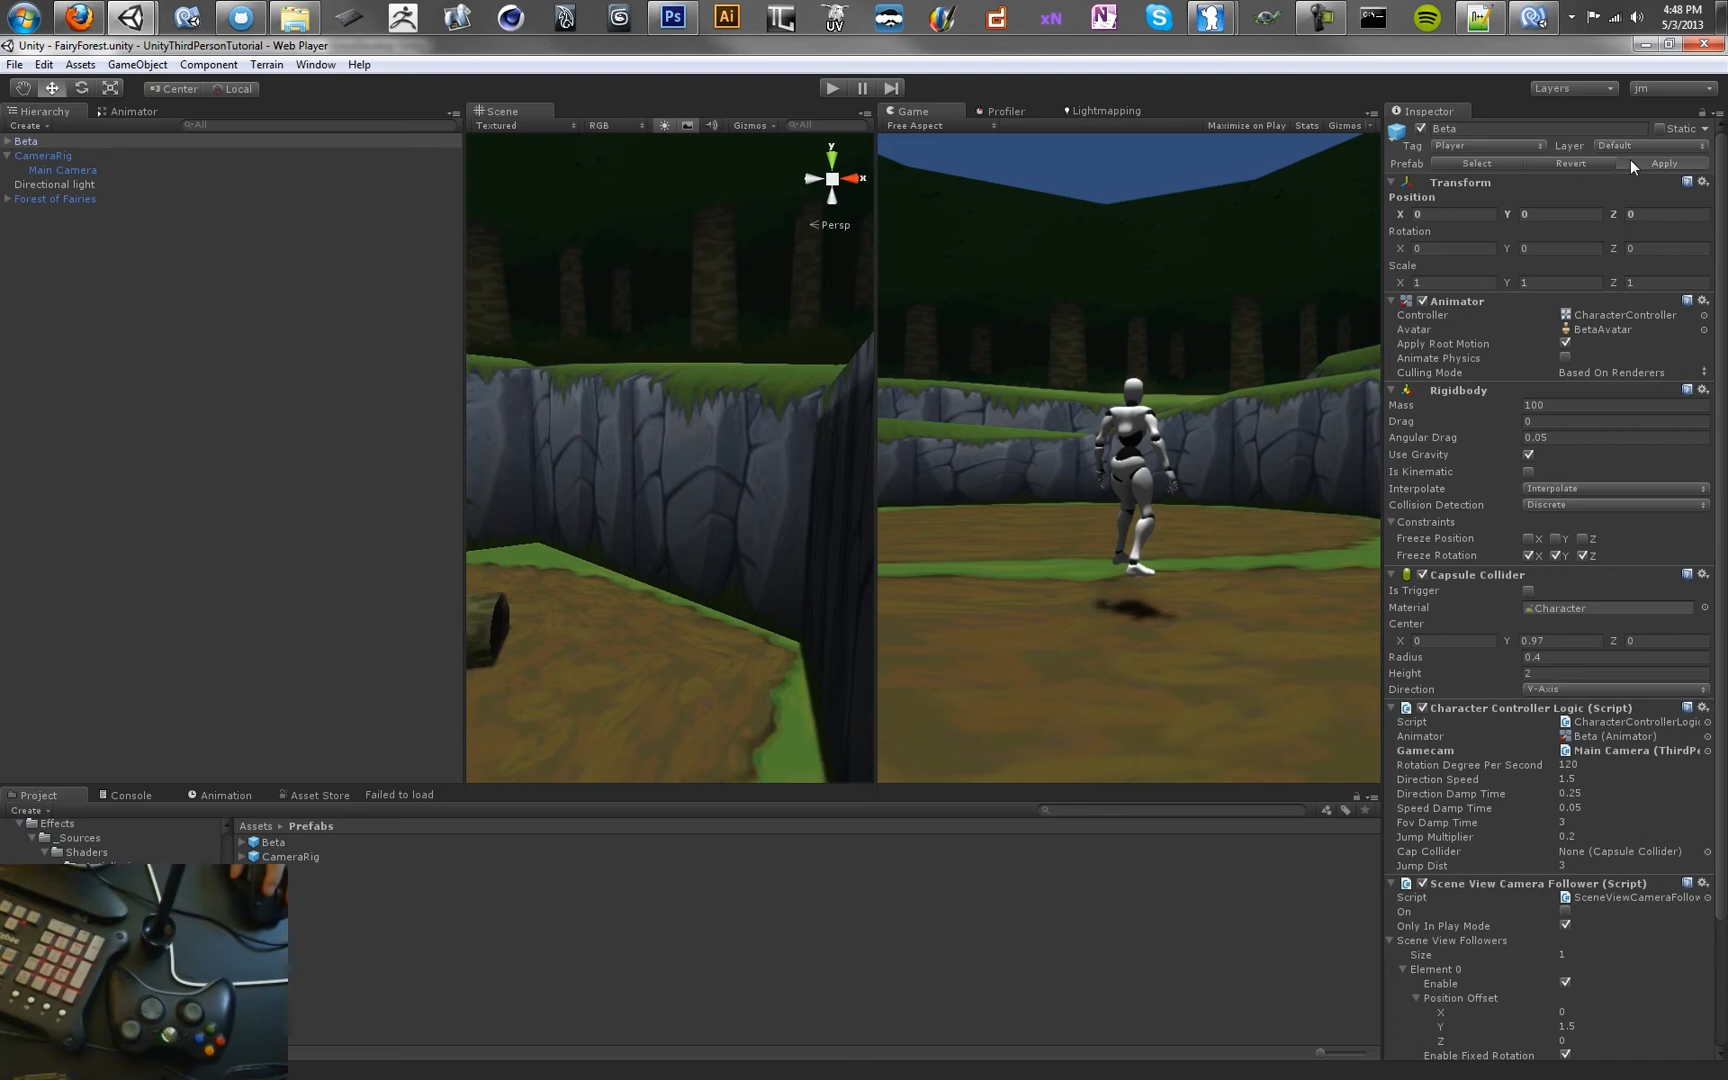 4:48 PM
5/3/2013
Ps
Ai
UV
xN
Unity - FairyForest.unity - UnityThirdPersonTutorial - Web Player
File Edit Assets GameObject Component Terrain Window Help
Center Local
Layers
jm
Hierarchy Animator
Create
All
Beta
CameraRig
Main Camera
Directional light
Forest of Fairies
Scene
Textured RGB Gizmos All
y
x
Persp
Game Profiler Lightmapping
Free Aspect Maximize on Play Stats Gizmos
Inspector
Beta Static
Tag Player Layer Default
Prefab Select Revert Apply
Transform
Position
X 0 Y 0 Z 0
Rotation
X 0 Y 0 Z 0
Scale
X 1 Y 1 Z 1
Animator
Controller CharacterController
Avatar BetaAvatar
Apply Root Motion
Animate Physics
Culling Mode Based On Renderers
Rigidbody
Mass 100
Drag 0
Angular Drag 0.05
Use Gravity
Is Kinematic
Interpolate Interpolate
Collision Detection Discrete
Constraints
Freeze Position X Y Z
Freeze Rotation X Y Z
Capsule Collider
Is Trigger
Material Character
Center
X 0 Y 0.97 Z 0
Radius 0.4
Height 2
Direction Y-Axis
Character Controller Logic (Script)
Script CharacterControllerLogi
Animator Beta (Animator)
Gamecam Main Camera (ThirdPe
Rotation Degree Per Second 120
Direction Speed 1.5
Direction Damp Time 0.25
Speed Damp Time 0.05
Fov Damp Time 3
Jump Multiplier 0.2
Cap Collider None (Capsule Collider)
Jump Dist 3
Scene View Camera Follower (Script)
Script SceneViewCameraFollow
On
Only In Play Mode
Scene View Followers
Size 1
Element 0
Enable
Position Offset
X 0
Y 1.5
Z 0
Enable Fixed Rotation
Project Console Animation Asset Store Failed to load
Create
Effects
_Sources
Shaders
Assets Prefabs
Beta
CameraRig